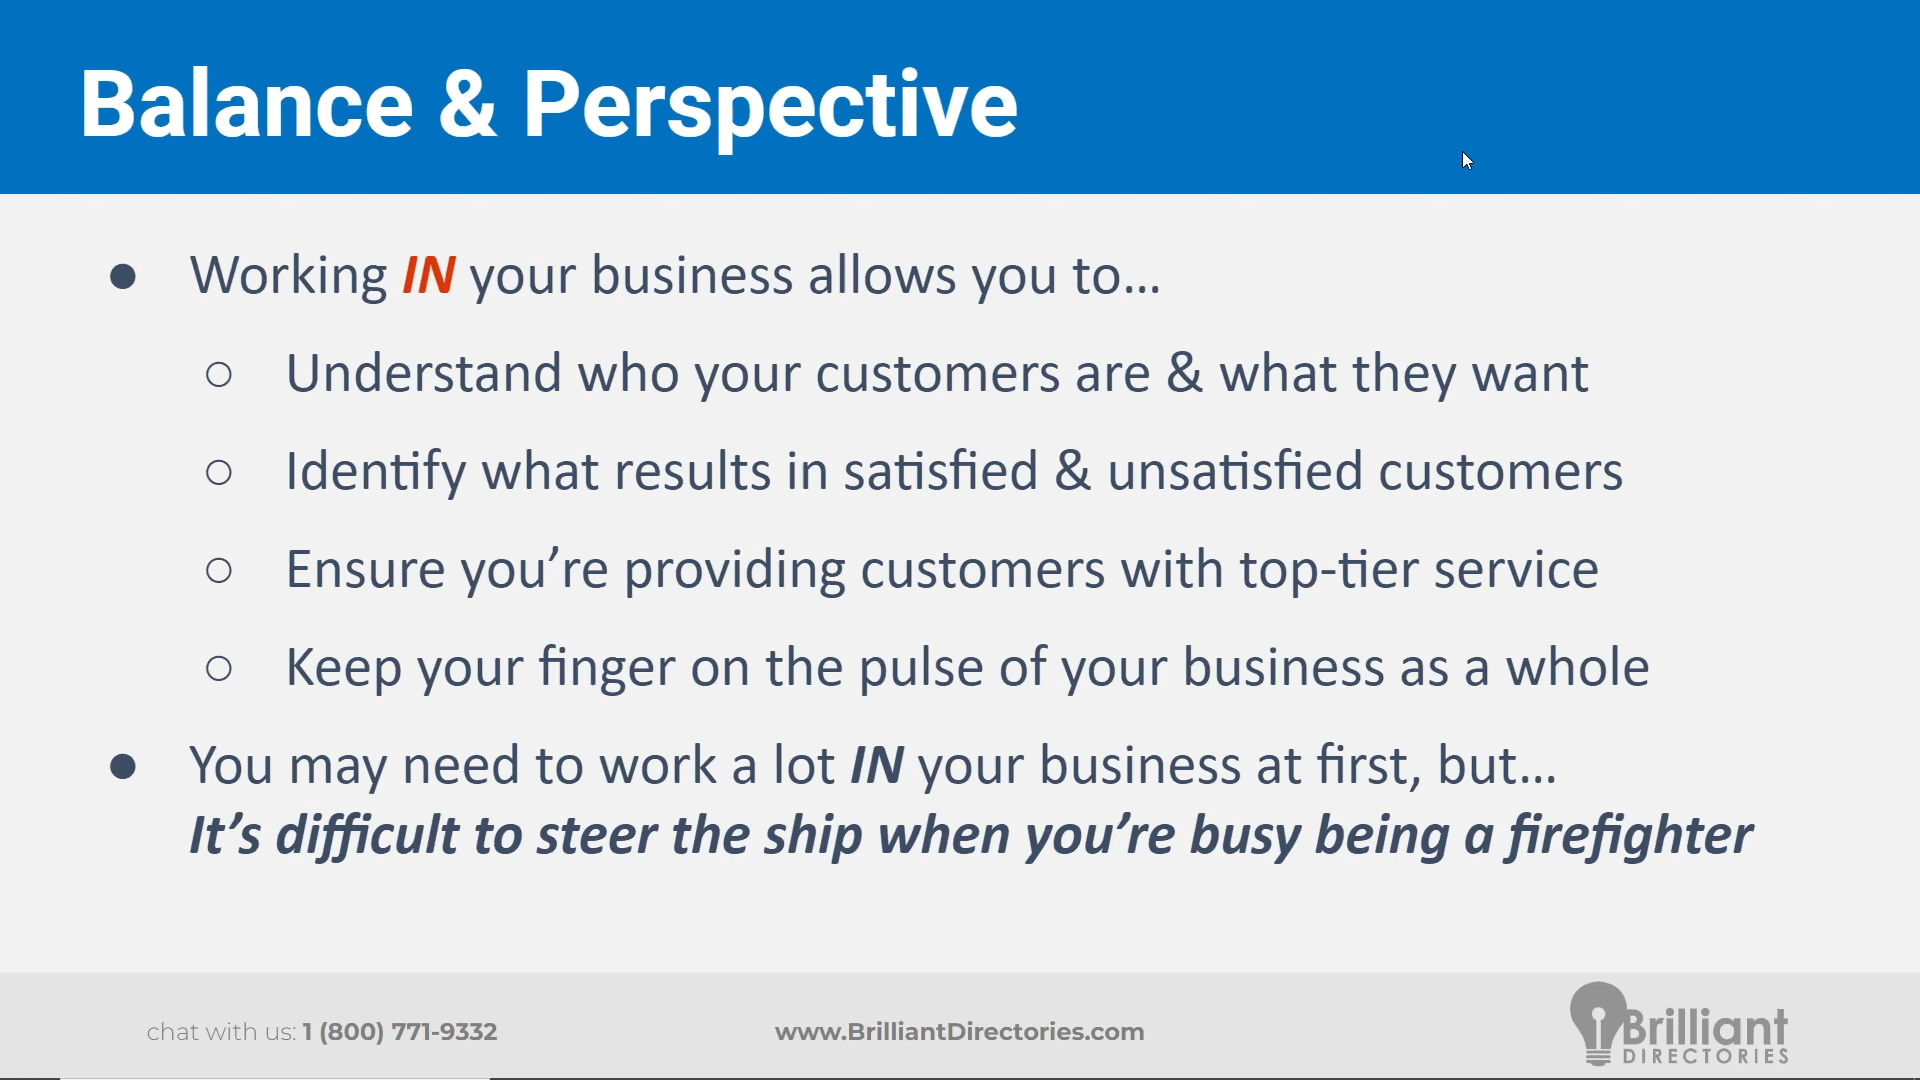 Balance & Perspective
● Working IN your business allows you to…
○ Understand who your customers are & what they want
○ Identify what results in satisfied & unsatisfied customers
○ Ensure you’re providing customers with top-tier service
○ Keep your finger on the pulse of your business as a whole
● You may need to work a lot IN your business at first, but…
It’s difficult to steer the ship when you’re busy being a firefighter
chat with us: 1 (800) 771-9332
www.BrilliantDirectories.com
Brilliant
DIRECTORIES